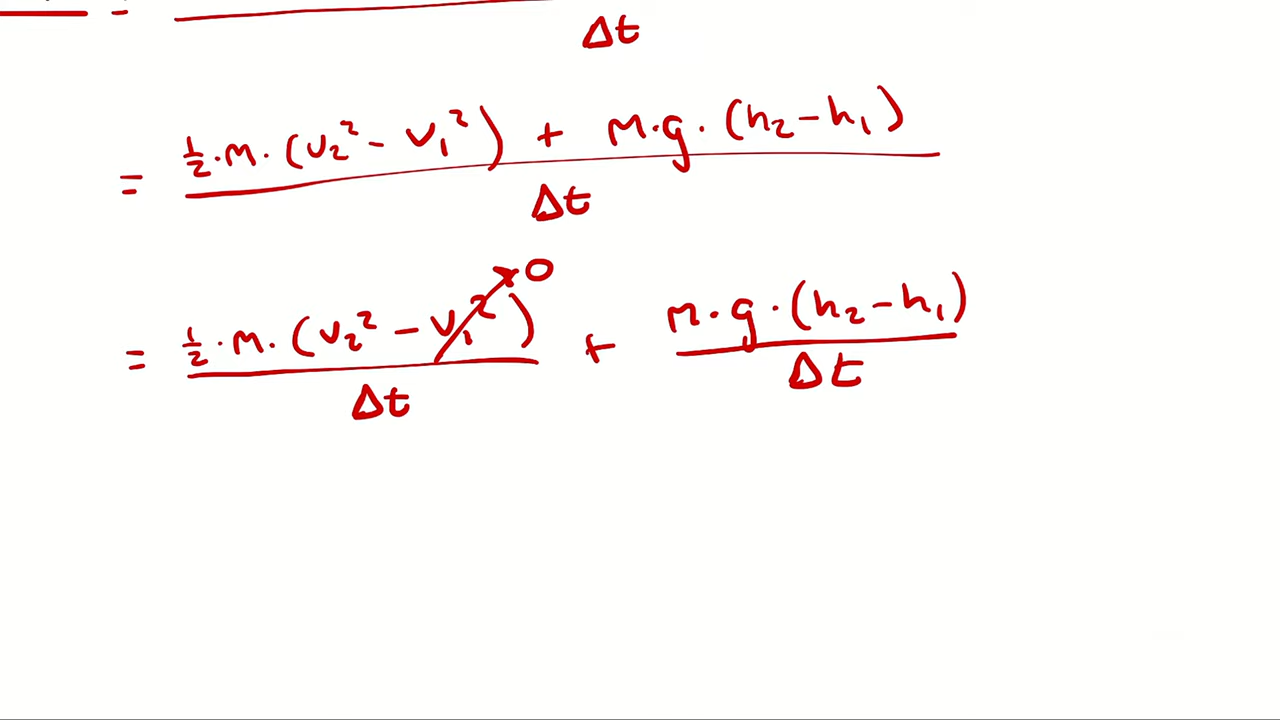 = Δt
= ½·m·(v₂² - v₁²) + m·g·(h₂-h₁)
Δt
= ½·m·(v₂² - v₁²) →0 + m·g·(h₂-h₁)
Δt Δt